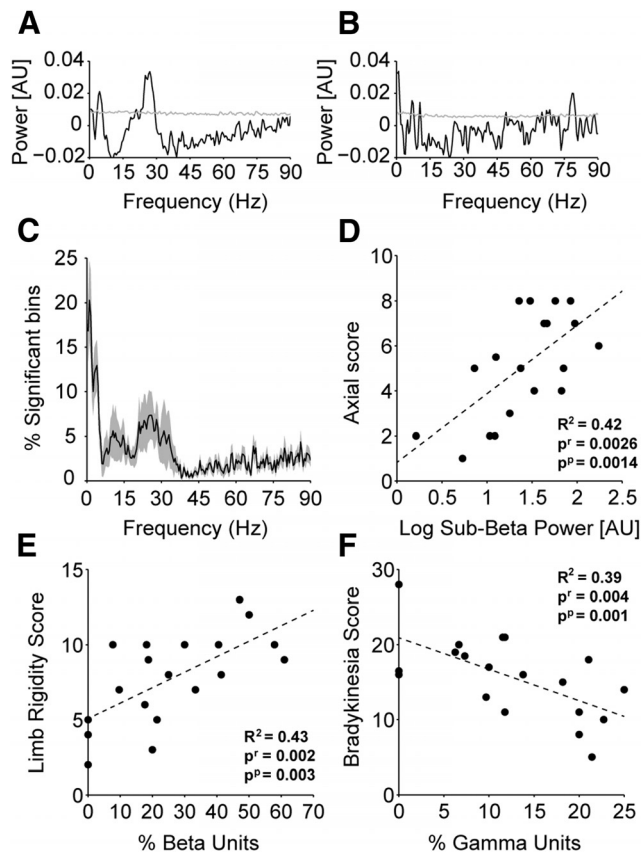 A
B
Power [AU]
0.04
0.02
0
−0.02
0 15 30 45 60 75 90
Frequency (Hz)
Power [AU]
0.04
0.02
0
−0.02
0 15 30 45 60 75 90
Frequency (Hz)
C
% Significant bins
25
20
15
10
5
0
0 15 30 45 60 75 90
Frequency (Hz)
D
Axial score
10
8
6
4
2
0
0 0.5 1 1.5 2 2.5
Log Sub-Beta Power [AU]
R² = 0.42
pʳ = 0.0026
pᵖ = 0.0014
E
Limb Rigidity Score
15
10
5
0
0 10 20 30 40 50 60 70
% Beta Units
R² = 0.43
pʳ = 0.002
pᵖ = 0.003
F
Bradykinesia Score
30
20
10
0
0 5 10 15 20 25
% Gamma Units
R² = 0.39
pʳ = 0.004
pᵖ = 0.001